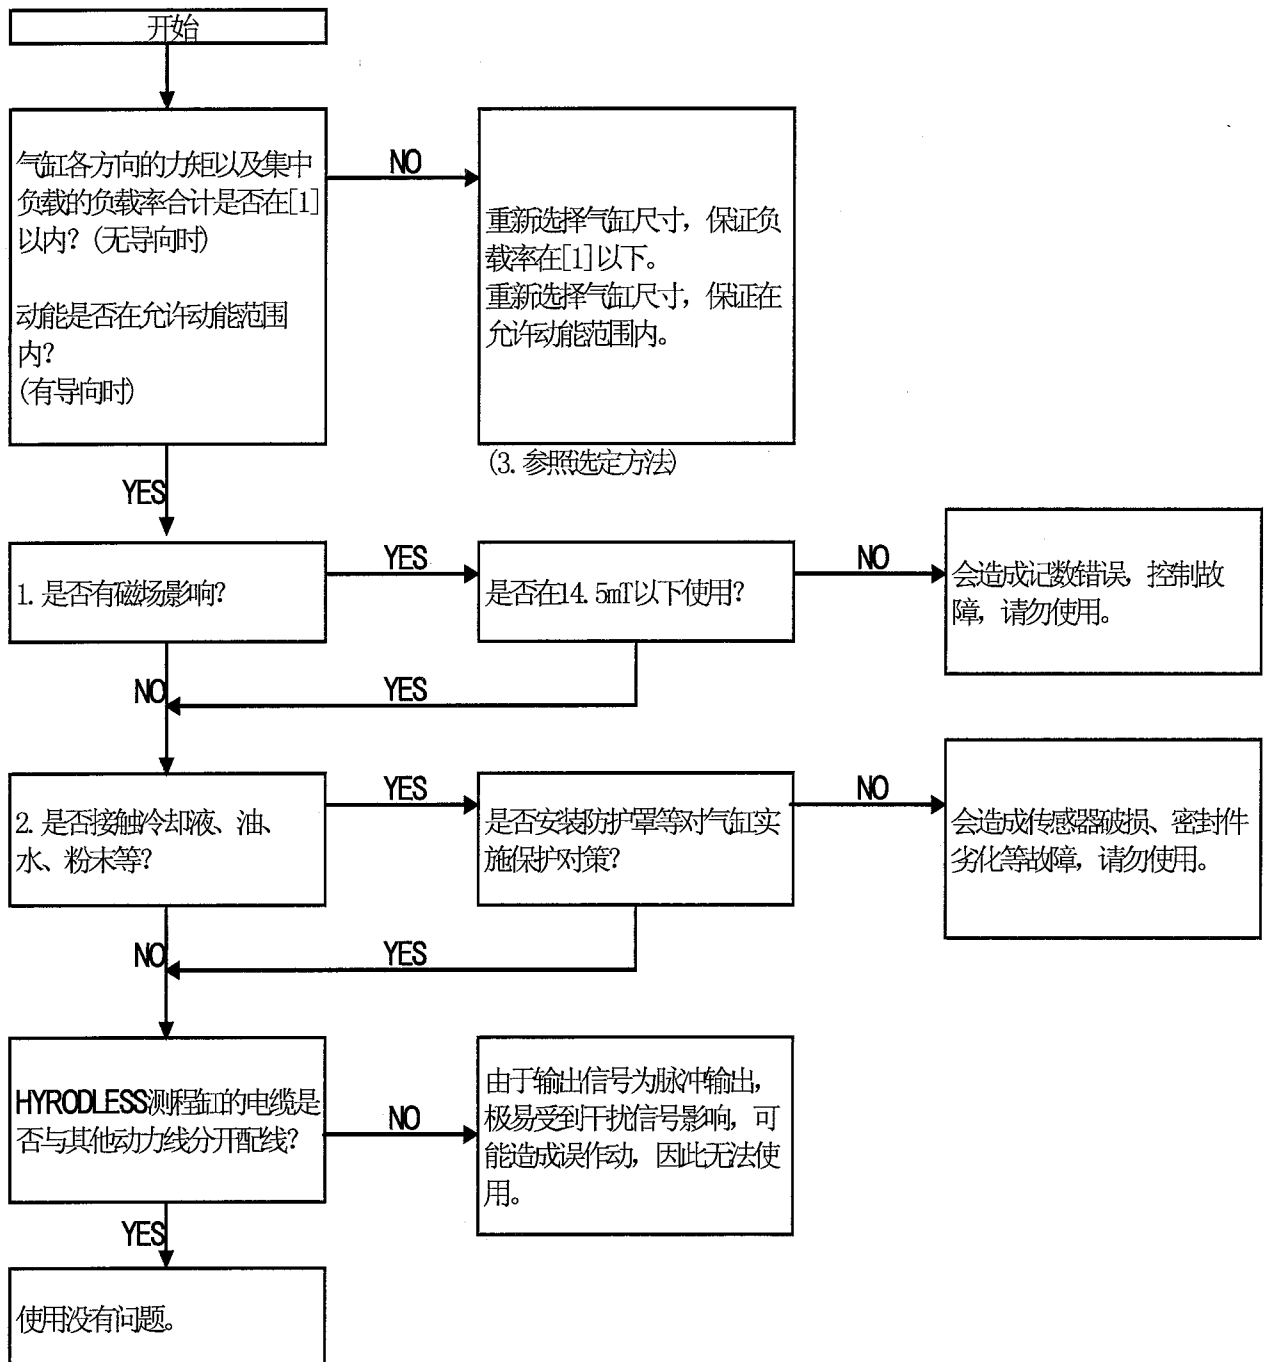 开始
气缸各方向的力矩以及集中
负载的负载率合计是否在[1]
以内？(无导向时)
动能是否在允许动能范围
内？
(有导向时)
NO
重新选择气缸尺寸，保证负
载率在[1]以下。
重新选择气缸尺寸，保证在
允许动能范围内。
(3. 参照选定方法)
YES
1. 是否有磁场影响？
YES
是否在14.5mT以下使用？
NO
会造成记数错误，控制故
障，请勿使用。
NO
YES
2. 是否接触冷却液、油、
水、粉末等？
YES
是否安装防护罩等对气缸实
施保护对策？
NO
会造成传感器破损、密封件
劣化等故障，请勿使用。
NO
YES
HYRODLESS测程缸的电缆是
否与其他动力线分开配线？
NO
由于输出信号为脉冲输出，
极易受到干扰信号影响，可
能造成误作动，因此无法使
用。
YES
使用没有问题。